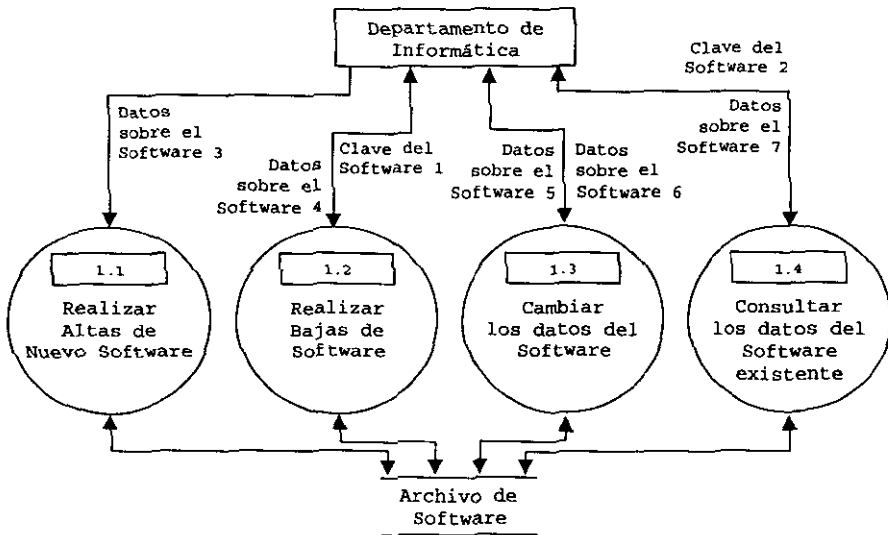 Departamento de
Informática
Clave del
Software 2
Datos
sobre el
Software 3
Datos
sobre el
Software 4
Clave del
Software 1
Datos
sobre el
Software 5
Datos
sobre el
Software 6
Datos
sobre el
Software 7
1.1
Realizar
Altas de
Nuevo Software
1.2
Realizar
Bajas de
Software
1.3
Cambiar
los datos del
Software
1.4
Consultar
los datos del
Software
existente
Archivo de
Software